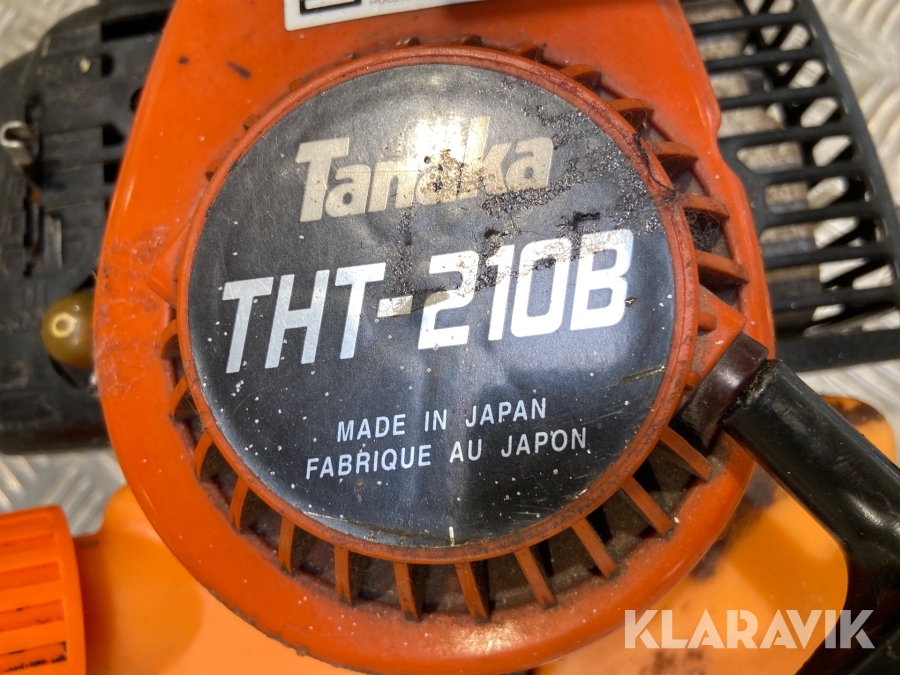 Tanaka
THT-210B
MADE IN JAPAN
FABRIQUE AU JAPON
KLARAVIK